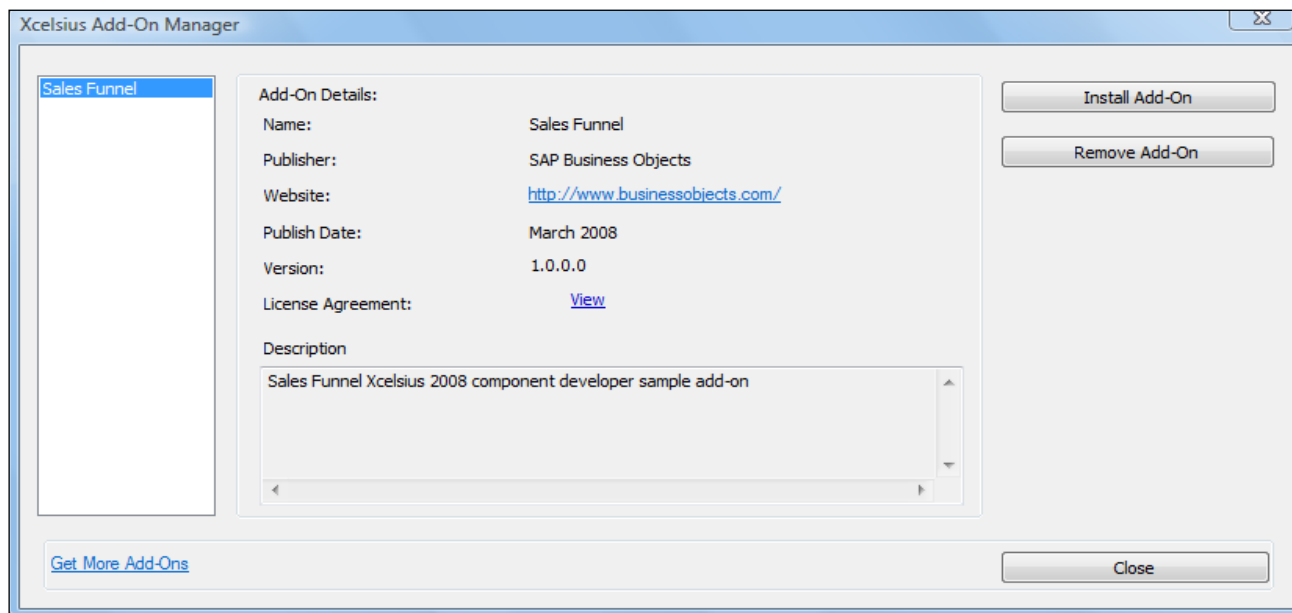 Xcelsius Add-On Manager
Sales Funnel
Add-On Details:
Name: Sales Funnel
Publisher: SAP Business Objects
Website: http://www.businessobjects.com/
Publish Date: March 2008
Version: 1.0.0.0
License Agreement: View
Description
Sales Funnel Xcelsius 2008 component developer sample add-on
Install Add-On
Remove Add-On
Get More Add-Ons
Close